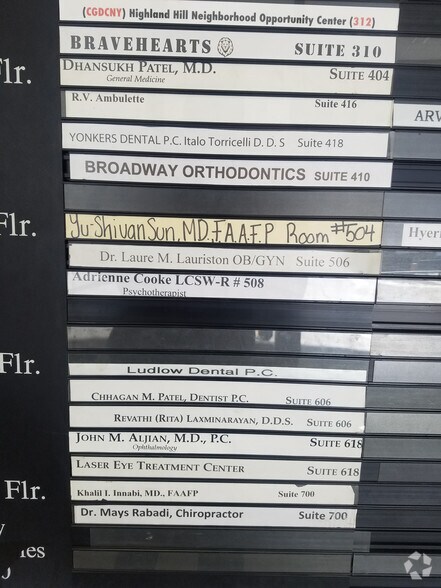 (CGDCNY) Highland Hill Neighborhood Opportunity Center (312)
BRAVEHEARTS SUITE 310
Flr.
DHANSUKH PATEL, M.D. SUITE 404
General Medicine
R.V. Ambulette Suite 416
ARV
YONKERS DENTAL P.C. Italo Torricelli D. D. S Suite 418
BROADWAY ORTHODONTICS SUITE 410
Flr.
Yu-Shiuan Sun, MD, F.A.A.F.P Room #504
Hyer
Dr. Laure M. Lauriston OB/GYN Suite 506
Adrienne Cooke LCSW-R # 508
Psychotherapist
Flr.
LUDLOW DENTAL P.C.
CHHAGAN M. PATEL, DENTIST P.C. SUITE 606
REVATHI (RITA) LAXMINARAYAN, D.D.S. SUITE 606
JOHN M. ALJIAN, M.D., P.C. SUITE 618
Ophthalmology
LASER EYE TREATMENT CENTER SUITE 618
Flr.
Khalil I. Innabi, MD., FAAFP Suite 700
Dr. Mays Rabadi, Chiropractor Suite 700